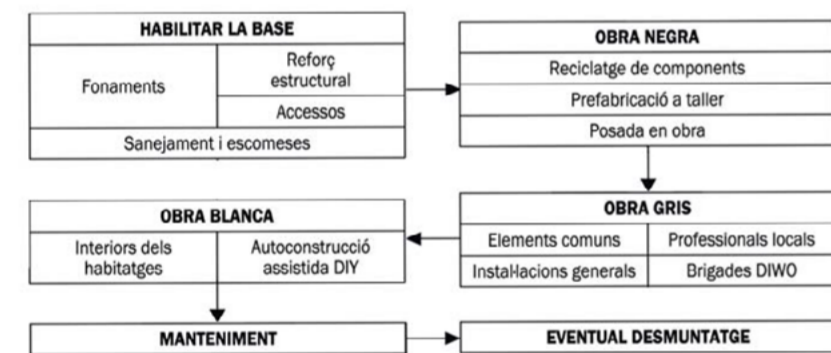 HABILITAR LA BASE
Fonaments
Reforç
estructural
Accessos
Sanejament i escomeses
OBRA NEGRA
Reciclatge de components
Prefabricació a taller
Posada en obra
OBRA GRIS
Elements comuns
Professionals locals
Instal·lacions generals
Brigades DIWO
OBRA BLANCA
Interiors dels
habitatges
Autoconstrucció
assistida DIY
MANTENIMENT
EVENTUAL DESMUNTATGE